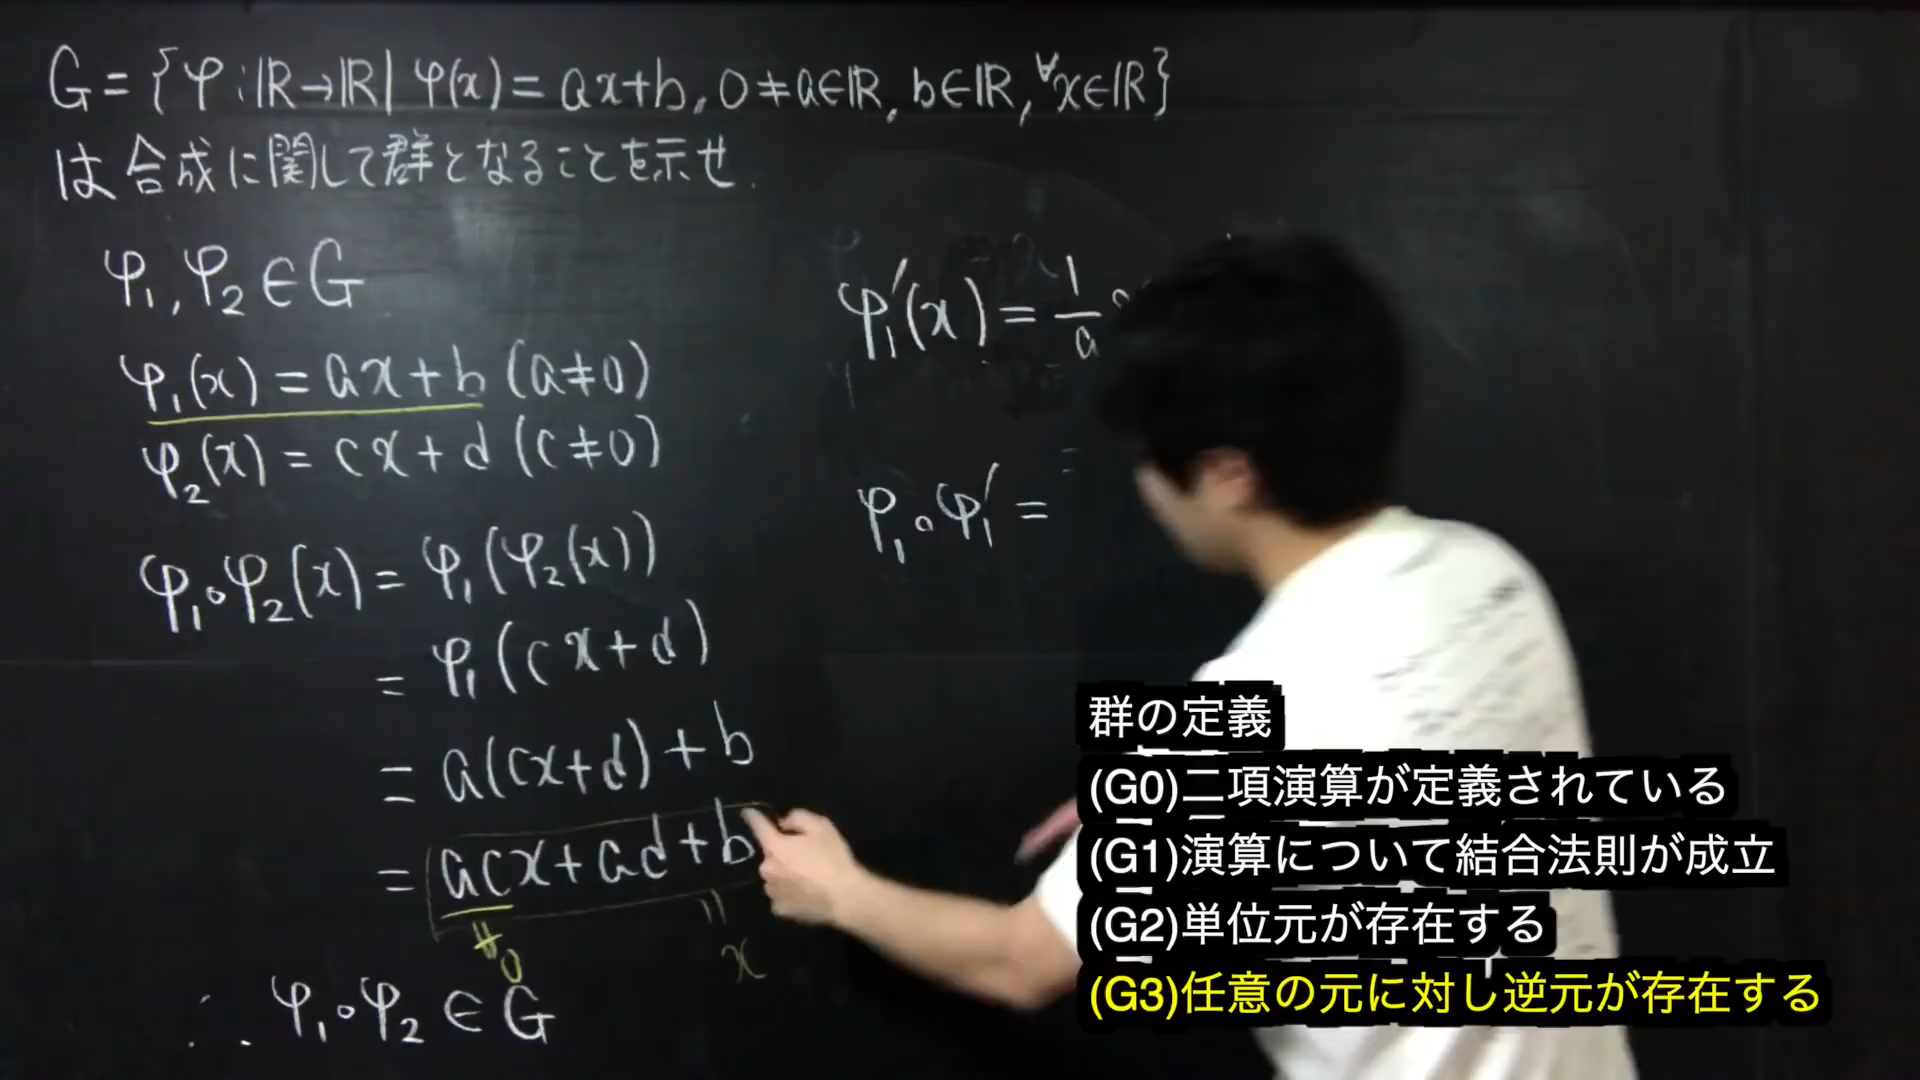 G = {φ : ℝ→ℝ | φ(x) = ax+b, 0≠a∈ℝ, b∈ℝ, ∀x∈ℝ}
は合成に関して群となることを示せ.
φ₁, φ₂ ∈ G
φ₁(x) = ax+b (a≠0)
φ₂(x) = cx+d (c≠0)
φ₁∘φ₂(x) = φ₁(φ₂(x))
= φ₁(cx+d)
= a(cx+d)+b
= acx+ad+b
≠0
= x
∴ φ₁∘φ₂ ∈ G
φ₁′(x) = 1/a
φ₁∘φ₁′ =
群の定義
(G0)二項演算が定義されている
(G1)演算について結合法則が成立
(G2)単位元が存在する
(G3)任意の元に対し逆元が存在する